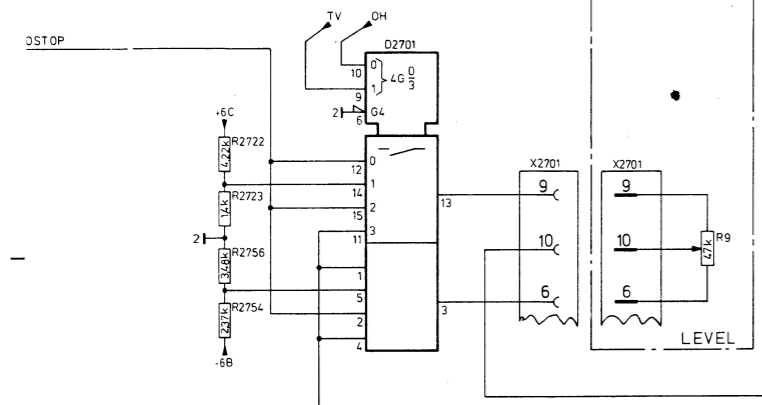 TV OH
OSTOP
D2701
10 0
9 1
4G 0/3
2 6 G4
+6C
R2722
4,22k
12 0
14 1
15 2
11 3
13
R2723
1,4k
2
R2756
3,48k
1
5
2
4
3
R2754
2,37k
-6B
X2701
9
10
6
X2701
9
10
6
R9
47k
LEVEL